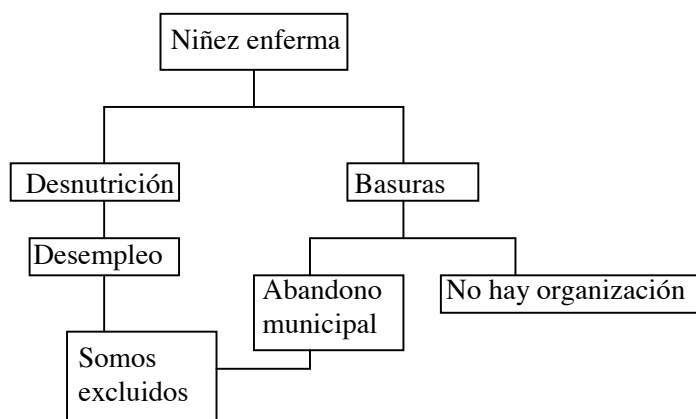 Niñez enferma
Desnutrición
Basuras
Desempleo
Abandono
municipal
No hay organización
Somos
excluidos